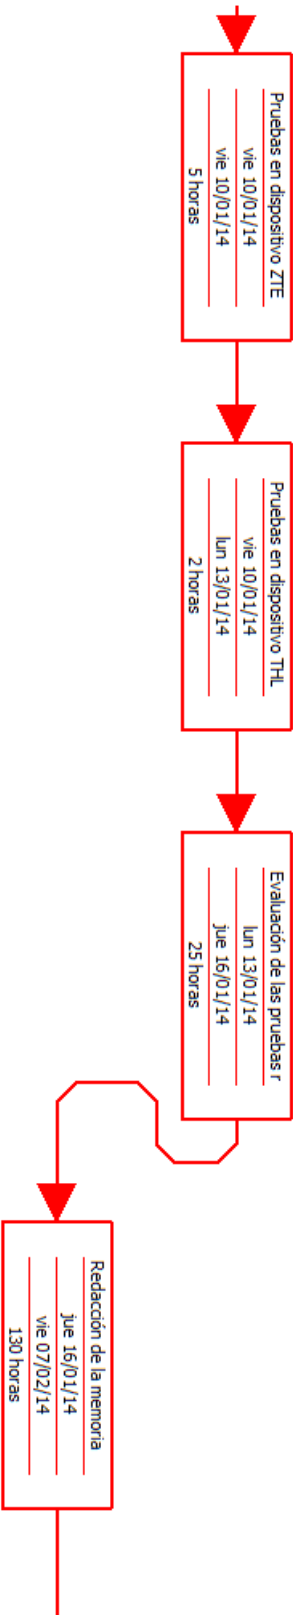 Pruebas en dispositivo ZTE
vie 10/01/14
vie 10/01/14
5 horas
Pruebas en dispositivo THL
vie 10/01/14
lun 13/01/14
2 horas
Evaluación de las pruebas r
lun 13/01/14
jue 16/01/14
25 horas
Redacción de la memoria
jue 16/01/14
vie 07/02/14
130 horas